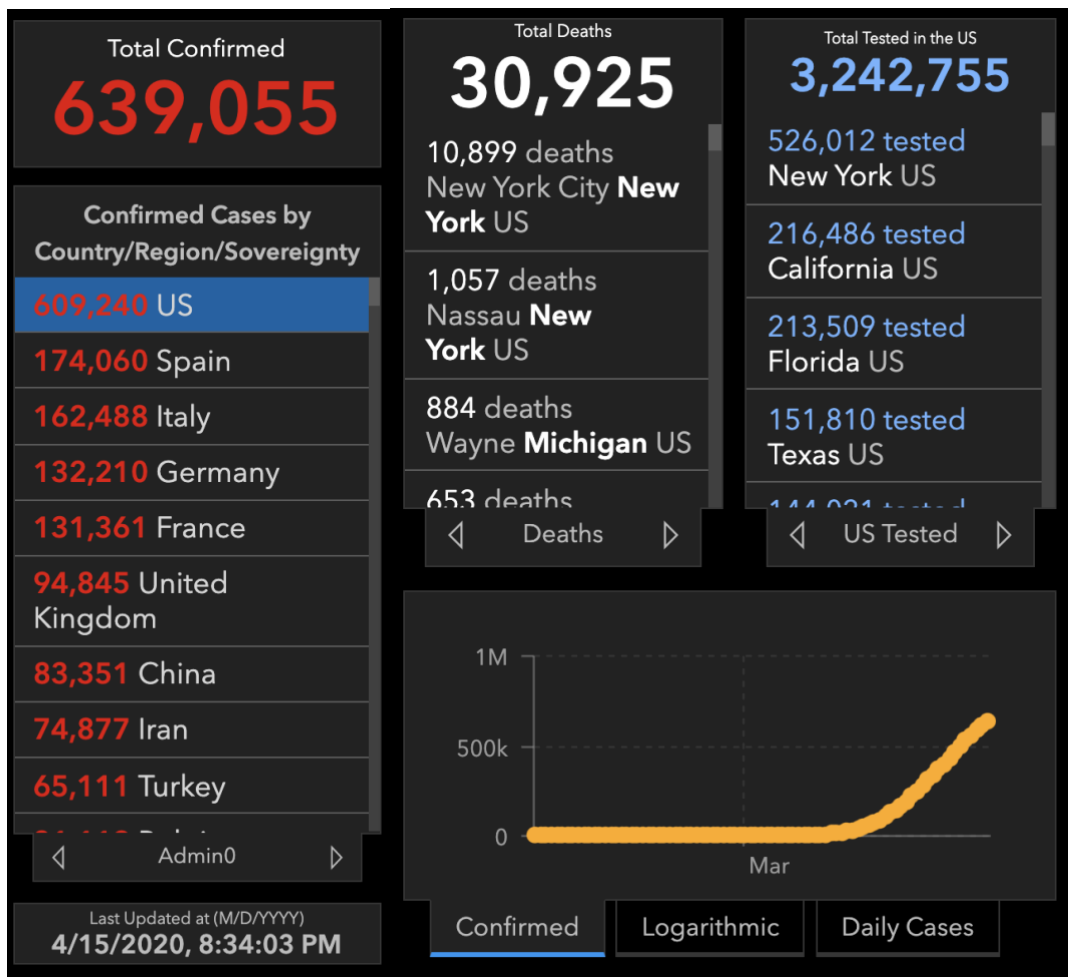 Total Confirmed
639,055
Confirmed Cases by
Country/Region/Sovereignty
609,240 US
174,060 Spain
162,488 Italy
132,210 Germany
131,361 France
94,845 United
Kingdom
83,351 China
74,877 Iran
65,111 Turkey
Admin0
Last Updated at (M/D/YYYY)
4/15/2020, 8:34:03 PM
Total Deaths
30,925
10,899 deaths
New York City New
York US
1,057 deaths
Nassau New
York US
884 deaths
Wayne Michigan US
653 deaths
Deaths
Total Tested in the US
3,242,755
526,012 tested
New York US
216,486 tested
California US
213,509 tested
Florida US
151,810 tested
Texas US
US Tested
1M
500k
0
Mar
Confirmed
Logarithmic
Daily Cases